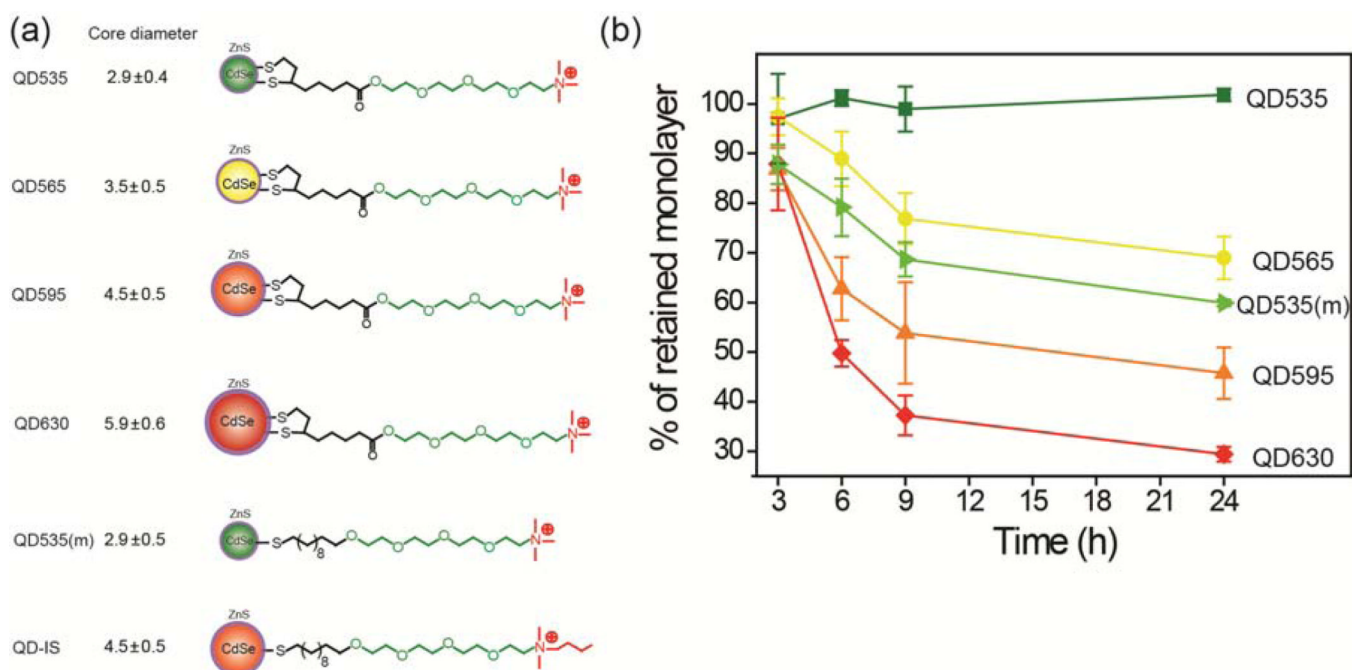 (a)
Core diameter
ZnS
QD535 2.9±0.4 CdSe S S O O O O O N ⊕
ZnS
QD565 3.5±0.5 CdSe S S O O O O O N ⊕
ZnS
QD595 4.5±0.5 CdSe S S O O O O O N ⊕
ZnS
QD630 5.9±0.6 CdSe S S O O O O O N ⊕
ZnS
QD535(m) 2.9±0.5 CdSe S ( ) 8 O O O O N ⊕
ZnS
QD-IS 4.5±0.5 CdSe S ( ) 8 O O O O N ⊕
(b)
% of retained monolayer
100
90
80
70
60
50
40
30
QD535
QD565
QD535(m)
QD595
QD630
3 6 9 12 15 18 21 24
Time (h)